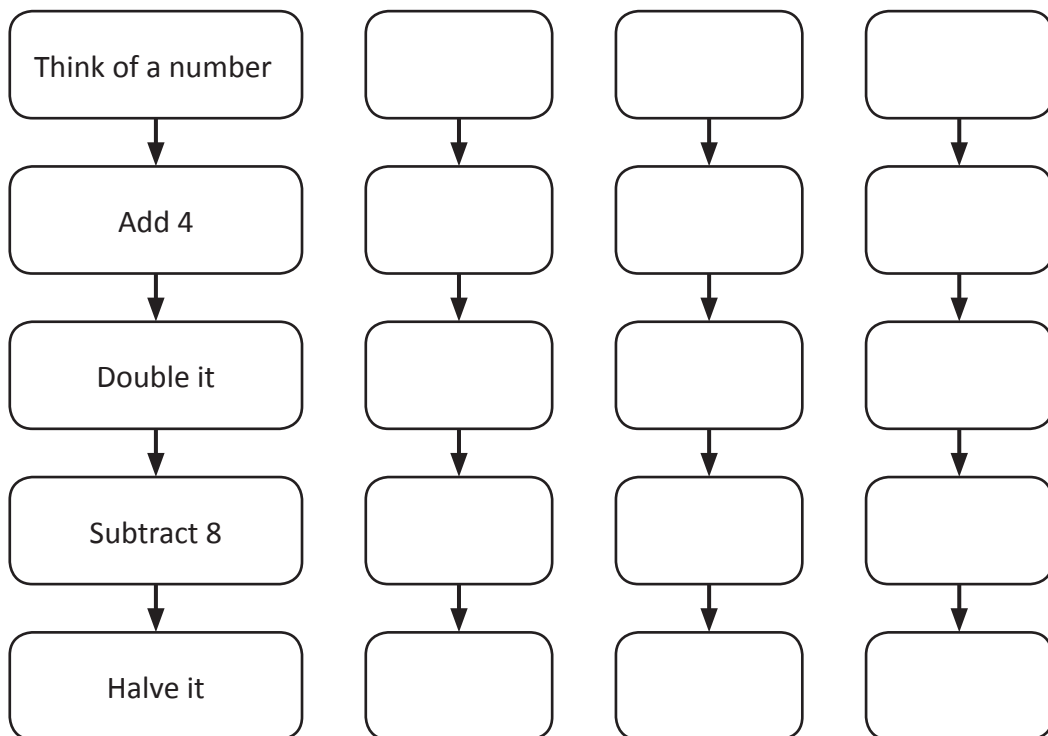 Think of a number
Add 4
Double it
Subtract 8
Halve it